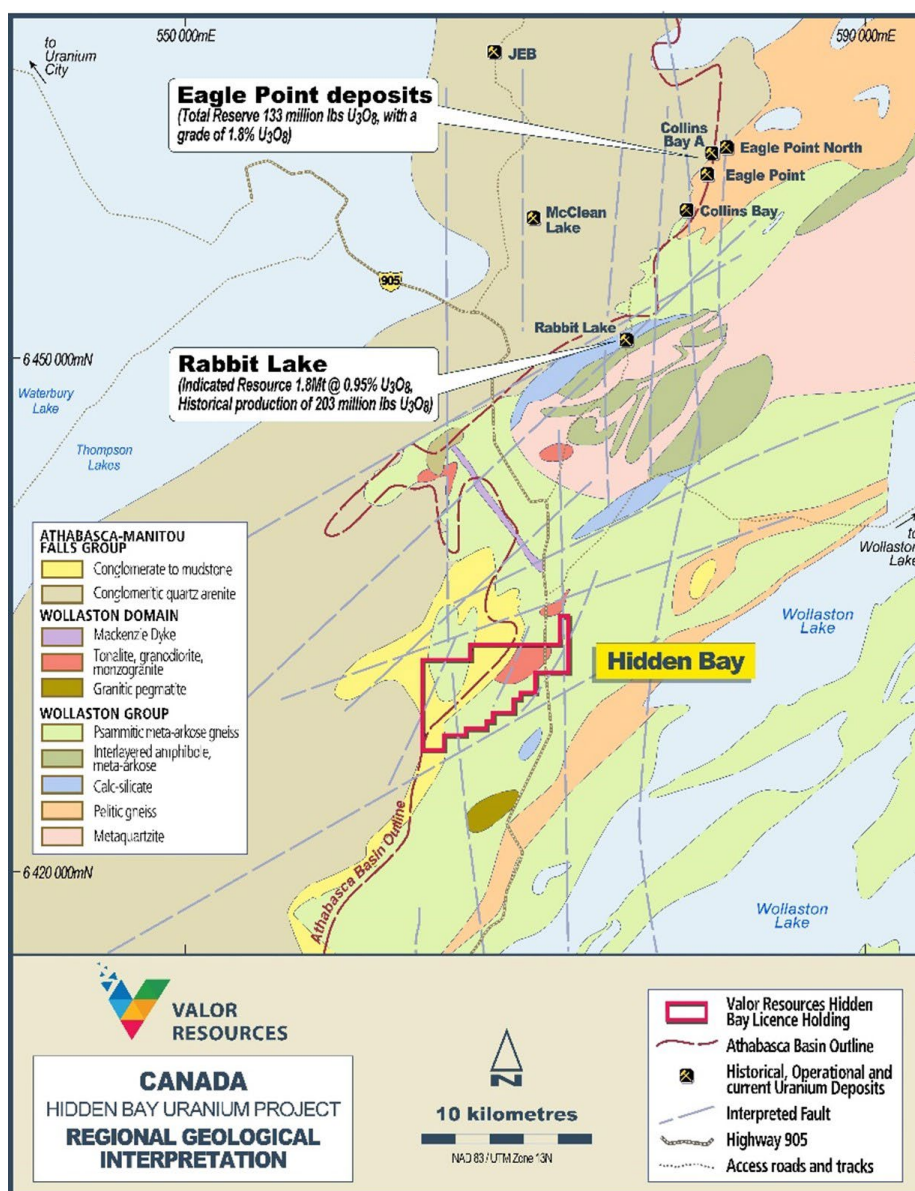 550 000mE
590 000mE
to
Uranium
City
JEB
Eagle Point deposits
(Total Reserve 133 million lbs U₃O₈, with a
grade of 1.8% U₃O₈)
Collins
Bay A
Eagle Point North
Eagle Point
Collins Bay
McClean
Lake
905
Rabbit Lake
6 450 000mN
Rabbit Lake
(Indicated Resource 1.8Mt @ 0.95% U₃O₈,
Historical production of 203 million lbs U₃O₈)
Waterbury
Lake
Thompson
Lakes
ATHABASCA-MANITOU
FALLS GROUP
Conglomerate to mudstone
Conglomeritic quartz arenite
WOLLASTON DOMAIN
Mackenzie Dyke
Tonalite, granodiorite,
monzogranite
Granitic pegmatite
WOLLASTON GROUP
Psammitic meta-arkose gneiss
Interlayered amphibole,
meta-arkose
Calc-silicate
Pelitic gneiss
Metaquartzite
to
Wollaston
Lake
Wollaston
Lake
Hidden Bay
6 420 000mN
Athabasca Basin Outline
Wollaston
Lake
VALOR
RESOURCES
CANADA
HIDDEN BAY URANIUM PROJECT
REGIONAL GEOLOGICAL
INTERPRETATION
N
10 kilometres
NAD 83 / UTM Zone 13N
Valor Resources Hidden
Bay Licence Holding
Athabasca Basin Outline
Historical, Operational and
current Uranium Deposits
Interpreted Fault
Highway 905
Access roads and tracks